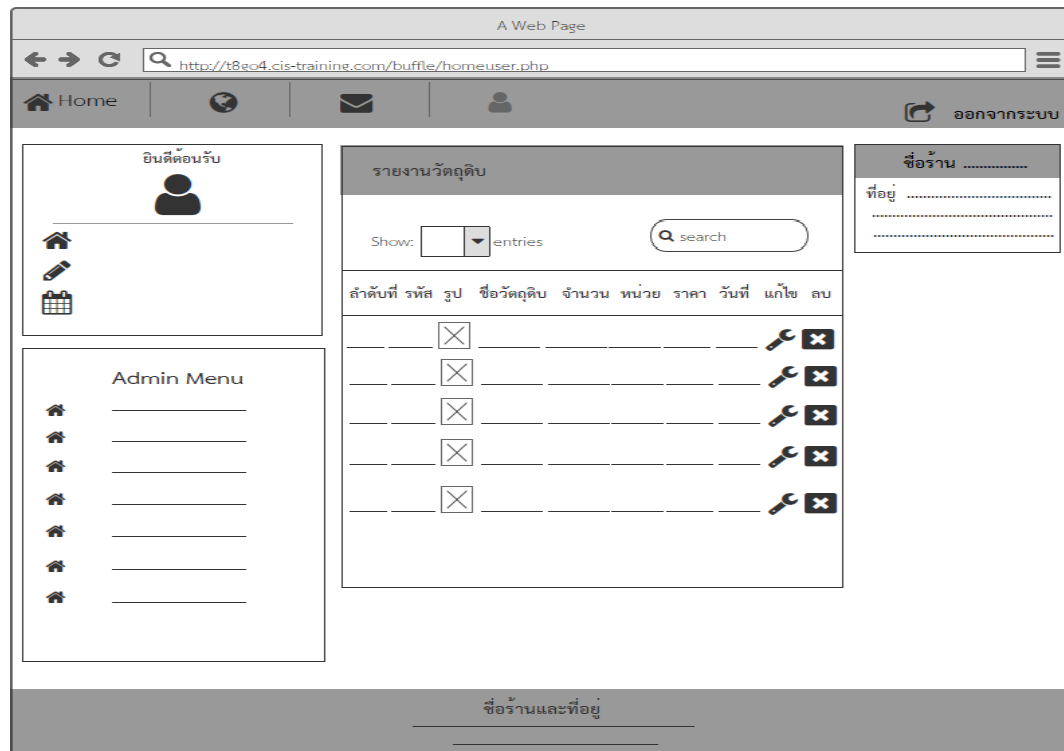 A Web Page
http://t8go4.cis-training.com/buffle/homeuser.php
Home
ออกจากระบบ
ยินดีต้อนรับ
Admin Menu
รายงานวัตถุดิบ
Show: entries search
ลำดับที่ รหัส รูป ชื่อวัตถุดิบ จำนวน หน่วย ราคา วันที่ แก้ไข ลบ
ชื่อร้าน ................
ที่อยู่ ....................................
.............................................
.............................................
ชื่อร้านและที่อยู่